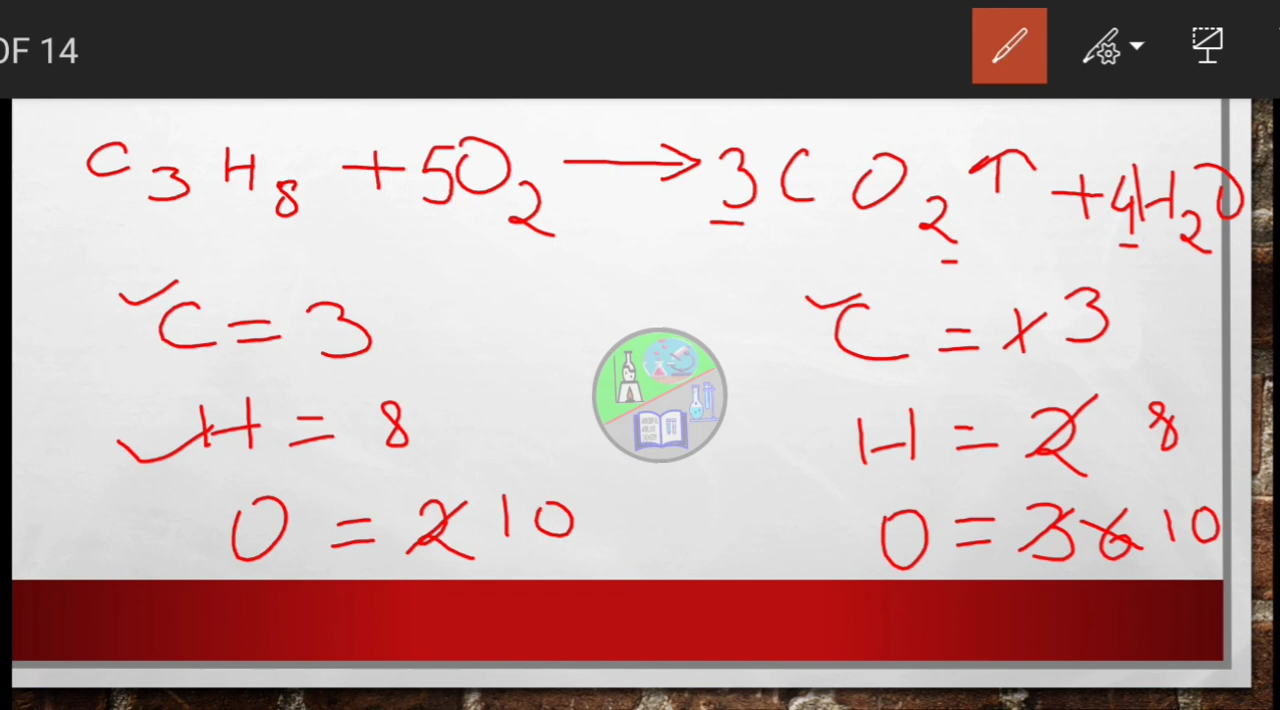 OF 14
C₃H₈ + 5O₂ → 3CO₂↑ + 4H₂O
✓C = 3 ✓C = 1 3
✓H = 8 H = 2 8
O = 2 10 O = 3 6 10